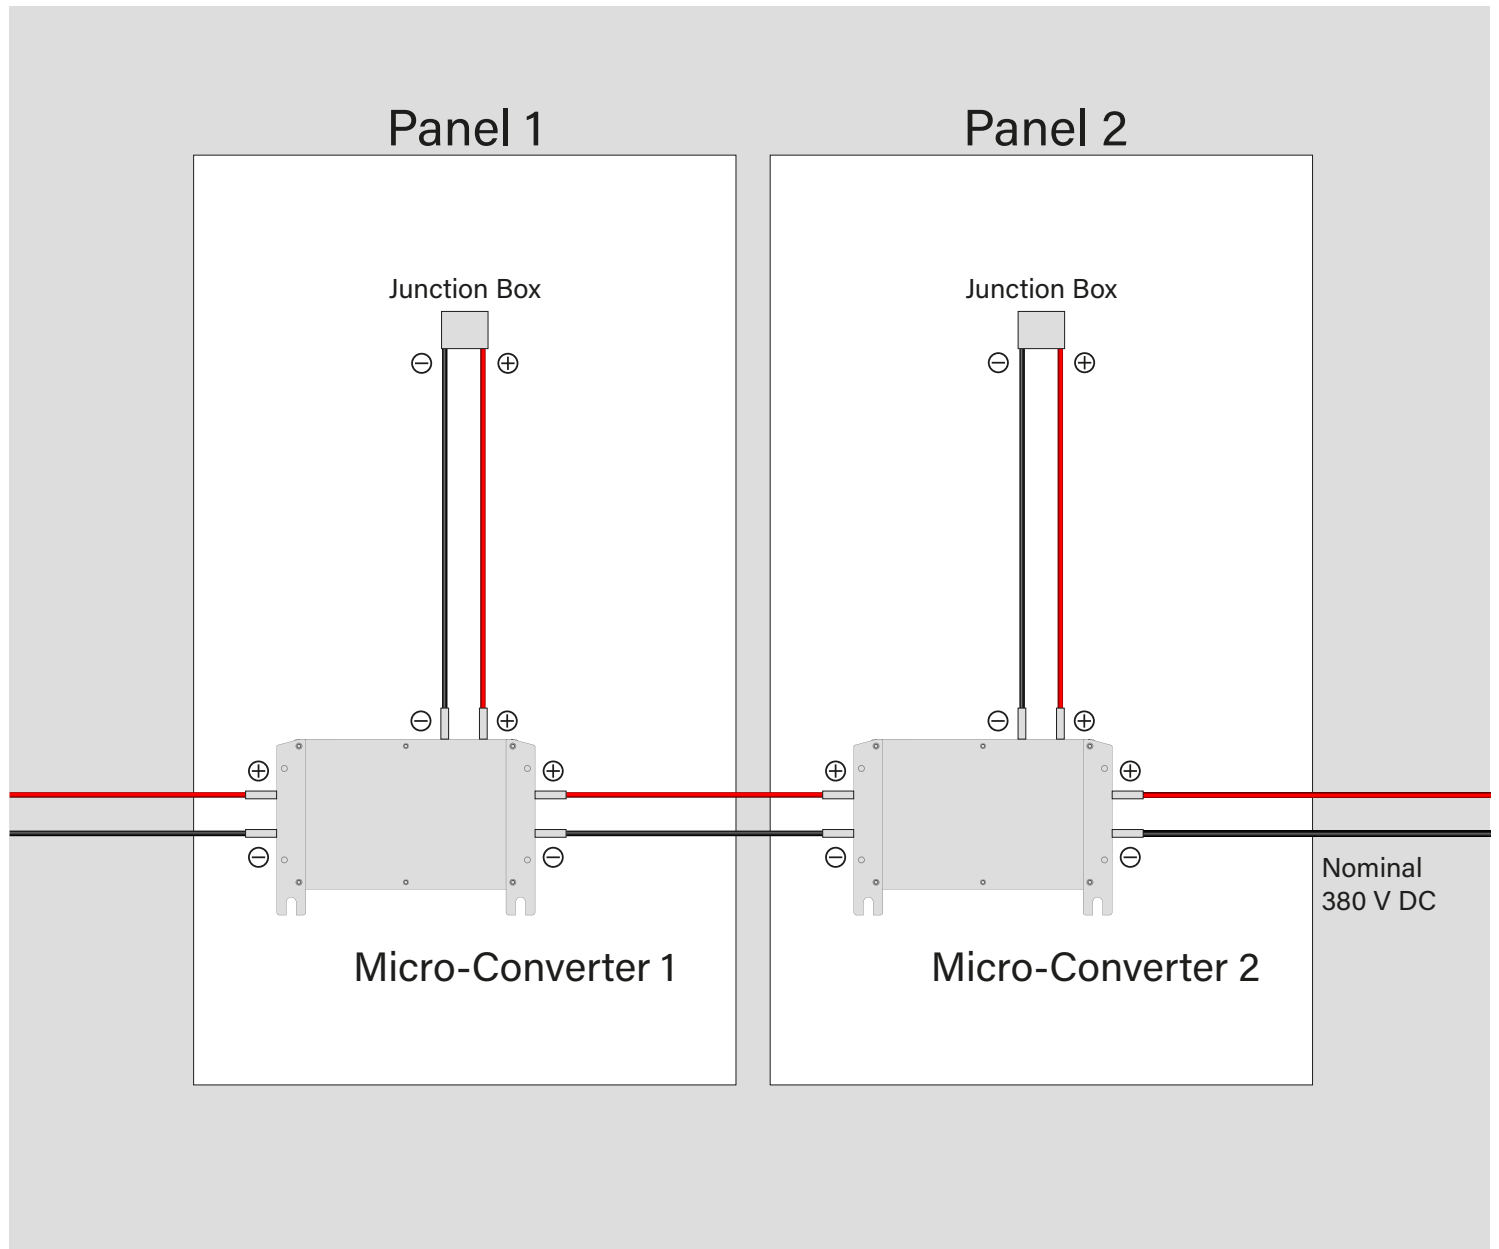 Panel 1
Panel 2
Junction Box
Junction Box
Nominal
380 V DC
Micro-Converter 1
Micro-Converter 2